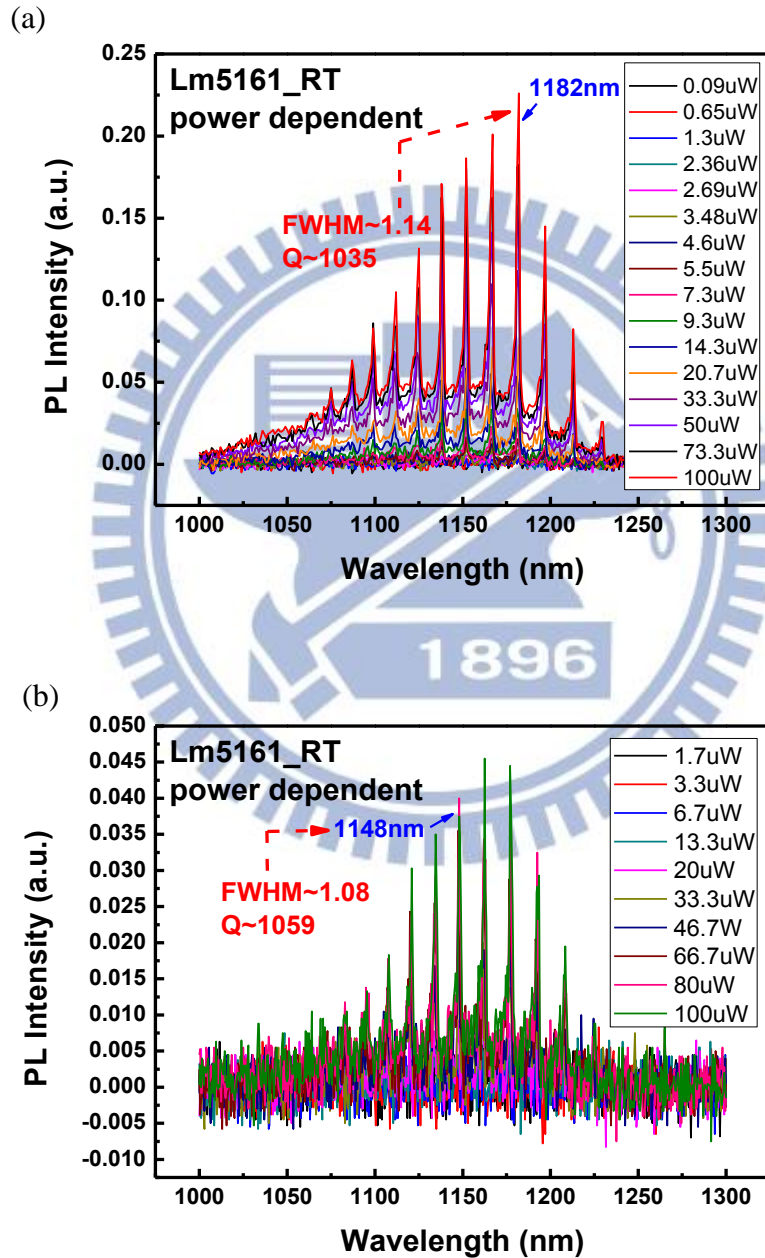 (a)
Lm5161_RT
power dependent
1182nm
FWHM~1.14
Q~1035
0.09uW
0.65uW
1.3uW
2.36uW
2.69uW
3.48uW
4.6uW
5.5uW
7.3uW
9.3uW
14.3uW
20.7uW
33.3uW
50uW
73.3uW
100uW
0.25
0.20
0.15
0.10
0.05
0.00
PL Intensity (a.u.)
1000 1050 1100 1150 1200 1250 1300
Wavelength (nm)
1896
(b)
Lm5161_RT
power dependent
1148nm
FWHM~1.08
Q~1059
1.7uW
3.3uW
6.7uW
13.3uW
20uW
33.3uW
46.7W
66.7uW
80uW
100uW
0.050
0.045
0.040
0.035
0.030
0.025
0.020
0.015
0.010
0.005
0.000
-0.005
-0.010
PL Intensity (a.u.)
1000 1050 1100 1150 1200 1250 1300
Wavelength (nm)